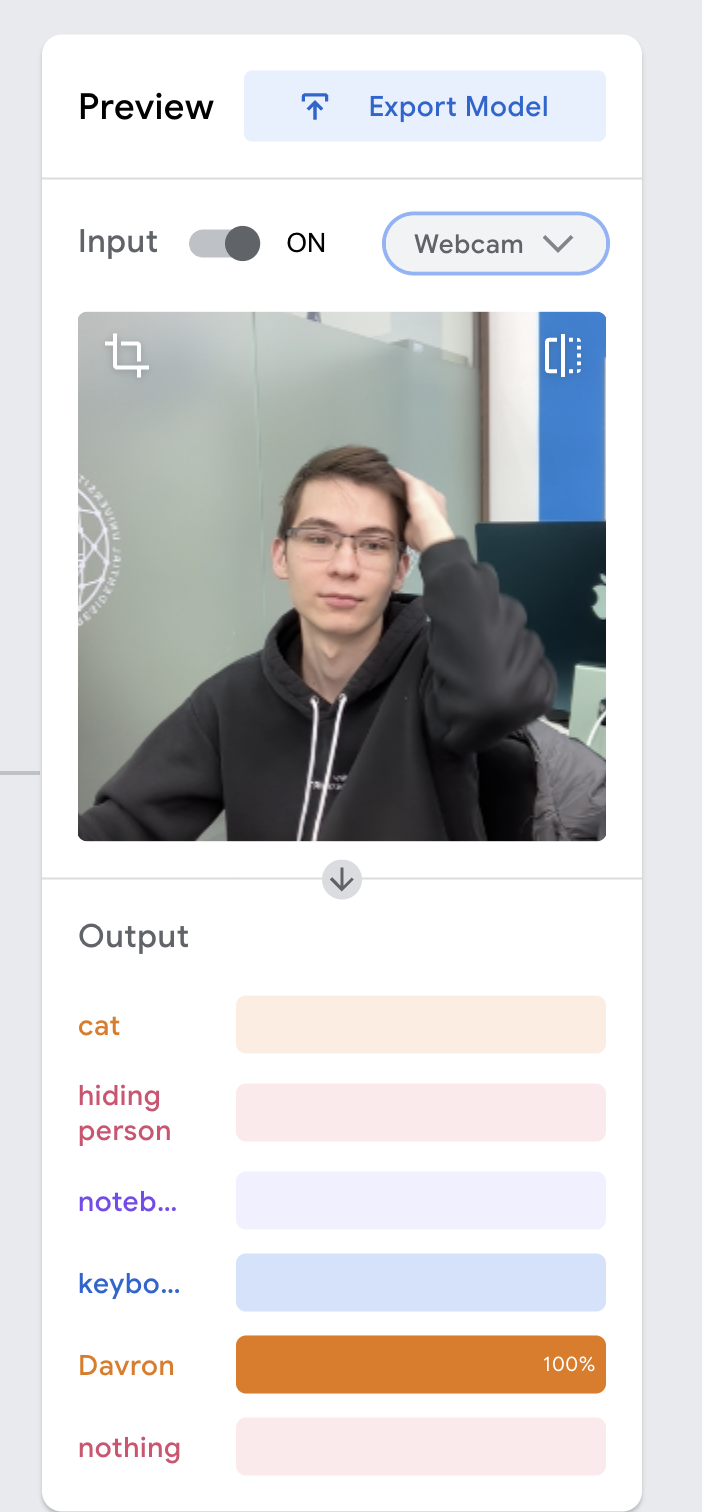 Preview
Export Model
Input
ON
Webcam
Output
cat
hiding
person
noteb...
keybo...
Davron
100%
nothing